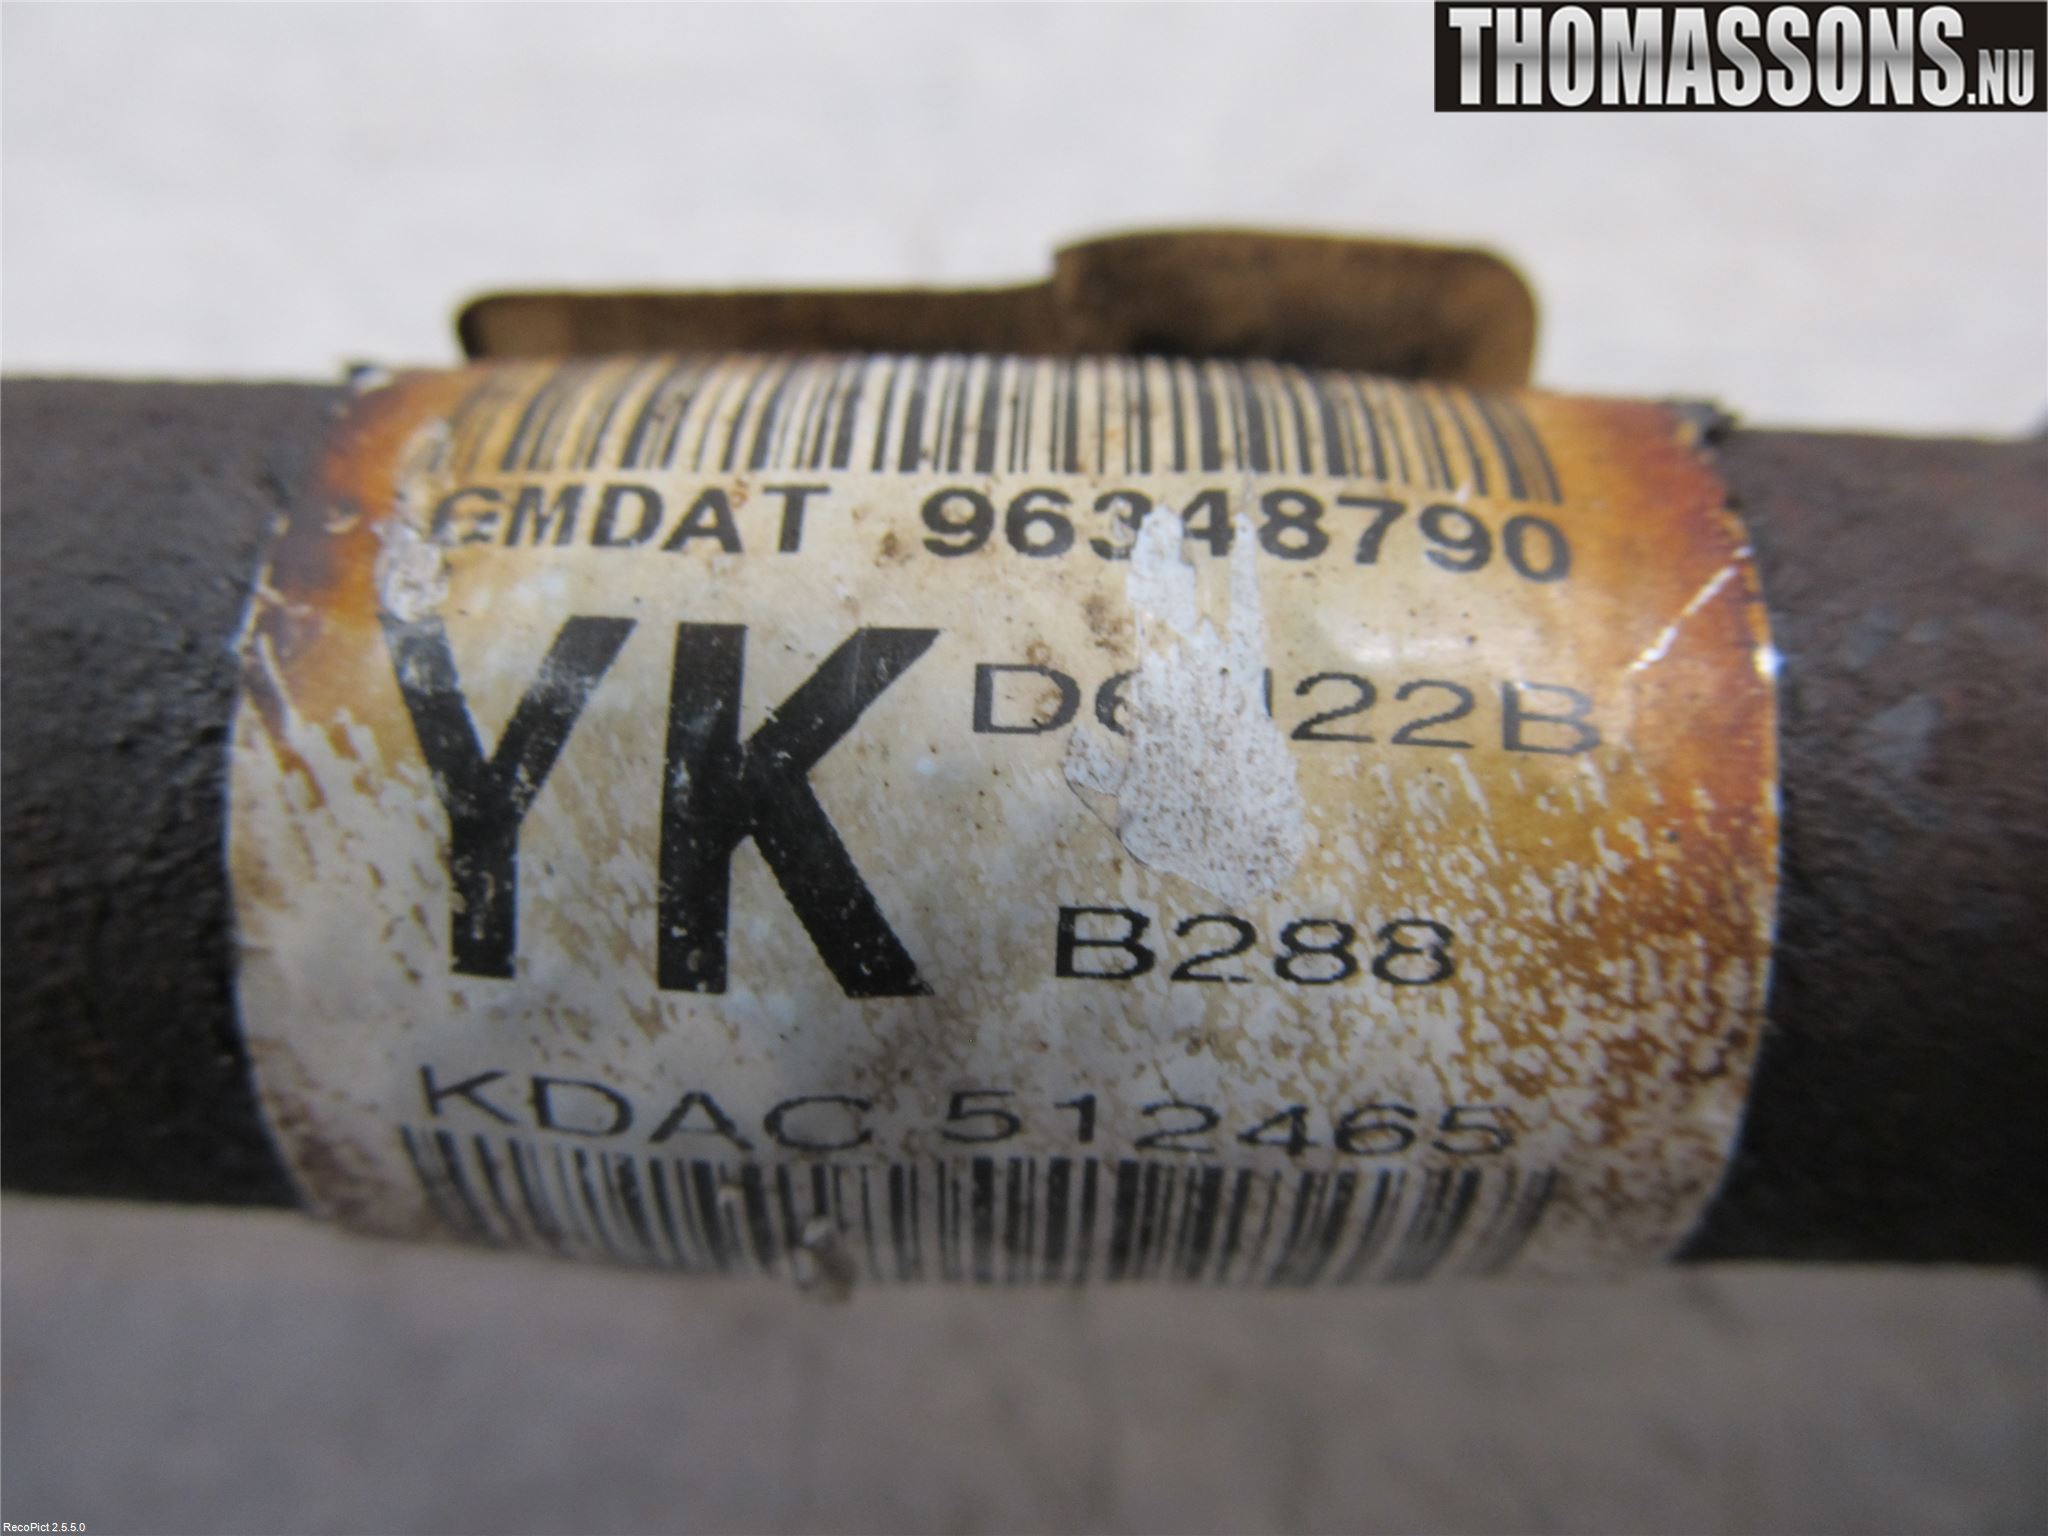 THOMASSONS.NU
GMDAT 96348790
YK
B288
KDAC 512465
RecoPict 2.5.5.0